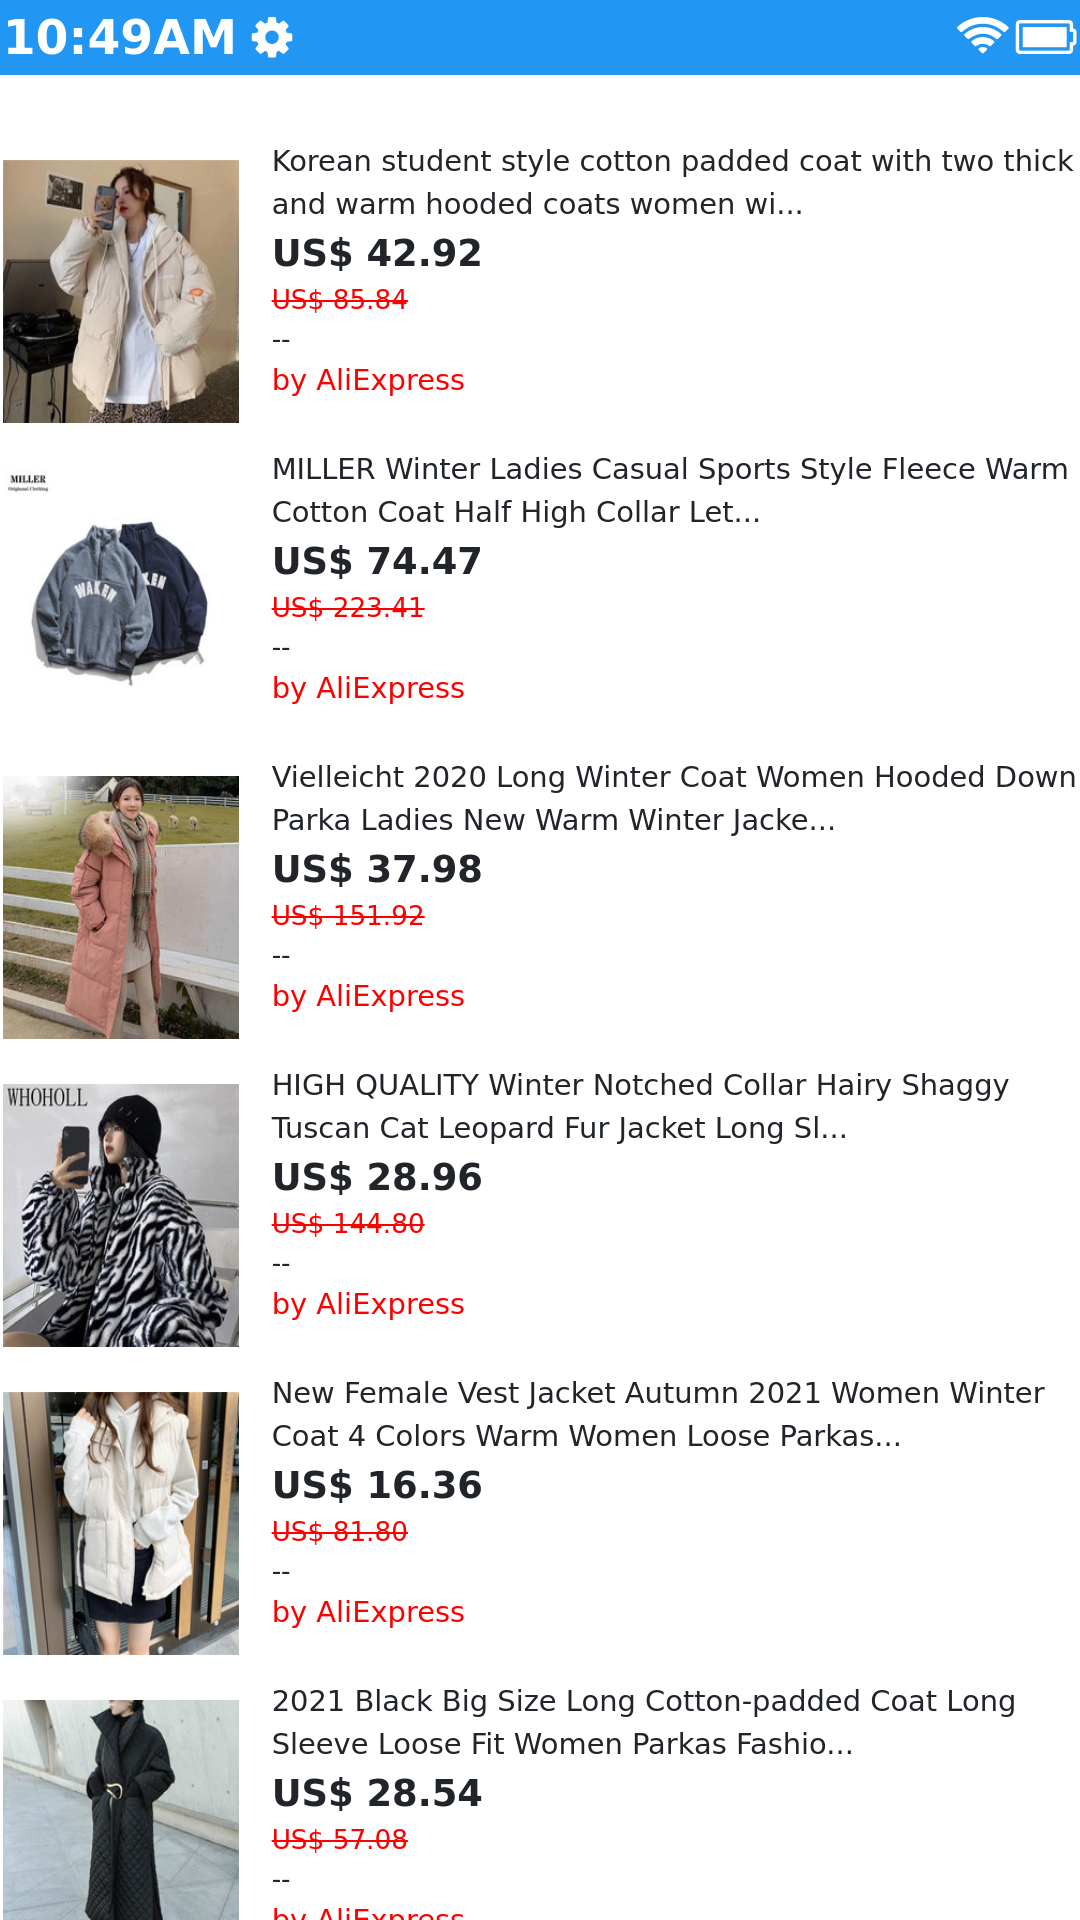 10:49AM
Korean student style cotton padded coat with two thick
and warm hooded coats women wi...
US$ 42.92
US$ 85.84
--
by AliExpress
MILLER
Origional Clothing
WAKEN
KEN
MILLER Winter Ladies Casual Sports Style Fleece Warm
Cotton Coat Half High Collar Let...
US$ 74.47
US$ 223.41
--
by AliExpress
Vielleicht 2020 Long Winter Coat Women Hooded Down
Parka Ladies New Warm Winter Jacke...
US$ 37.98
US$ 151.92
--
by AliExpress
WHOHOLL
HIGH QUALITY Winter Notched Collar Hairy Shaggy
Tuscan Cat Leopard Fur Jacket Long Sl...
US$ 28.96
US$ 144.80
--
by AliExpress
New Female Vest Jacket Autumn 2021 Women Winter
Coat 4 Colors Warm Women Loose Parkas...
US$ 16.36
US$ 81.80
--
by AliExpress
2021 Black Big Size Long Cotton-padded Coat Long
Sleeve Loose Fit Women Parkas Fashio...
US$ 28.54
US$ 57.08
--
by AliExpress